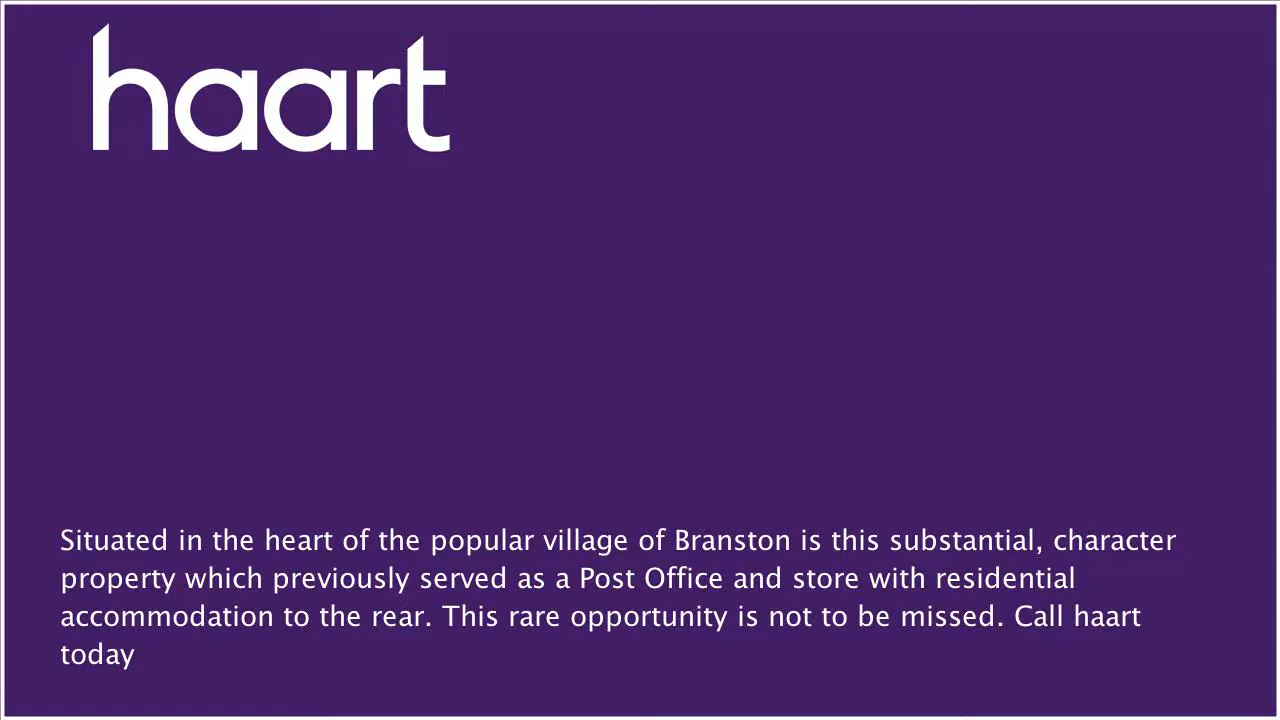 haart
Situated in the heart of the popular village of Branston is this substantial, character
property which previously served as a Post Office and store with residential
accommodation to the rear. This rare opportunity is not to be missed. Call haart
today